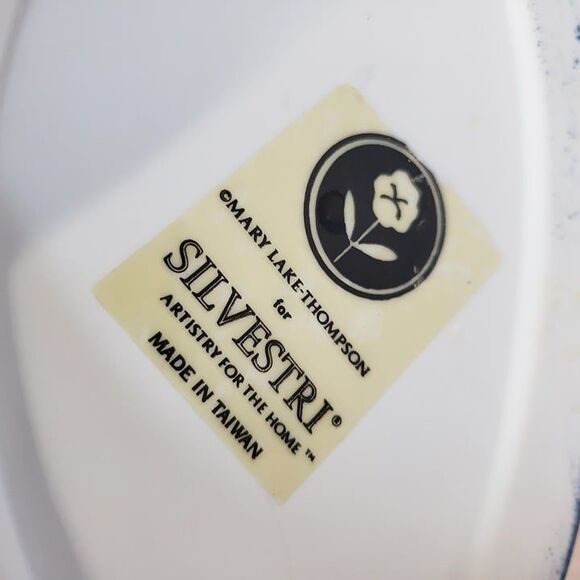 ©MARY LAKE-THOMPSON
for
SILVESTRI®
ARTISTRY FOR THE HOME™
MADE IN TAIWAN